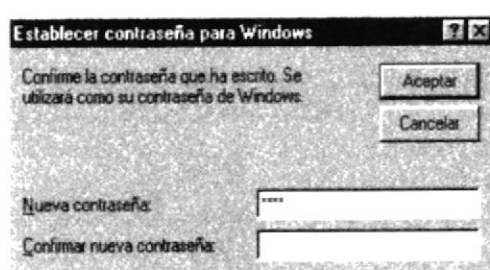 Establecer contraseña para Windows
Confirme la contraseña que ha escrito. Se
utilizará como su contraseña de Windows.
Aceptar
Cancelar
Nueva contraseña:
****
Confirmar nueva contraseña: